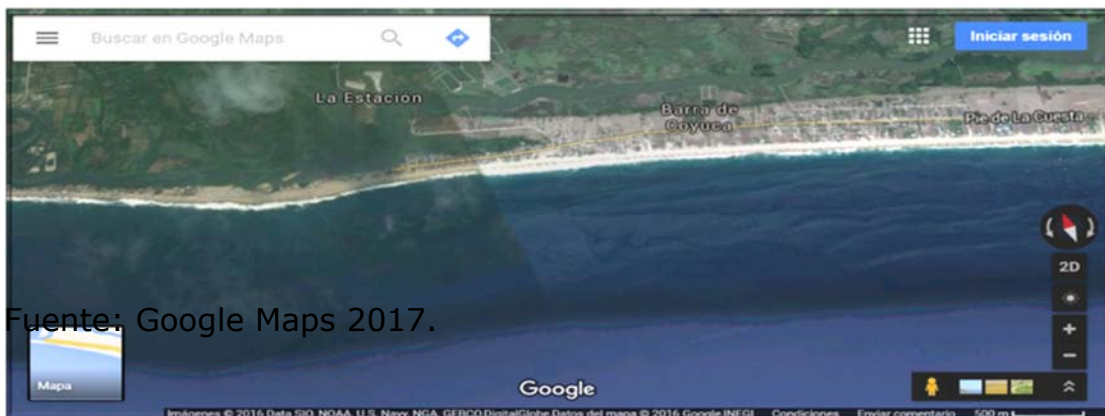 Buscar en Google Maps
Iniciar sesión
La Estación
Barra de
Coyuca
Pie de La Cuesta
2D
Fuente: Google Maps 2017.
Mapa
Google
Imágenes © 2016 Data SIO, NOAA, U.S. Navy, NGA, GEBCO,DigitalGlobe,Datos del mapa © 2016 Google,INEGI Condiciones Enviar comentario 500 m